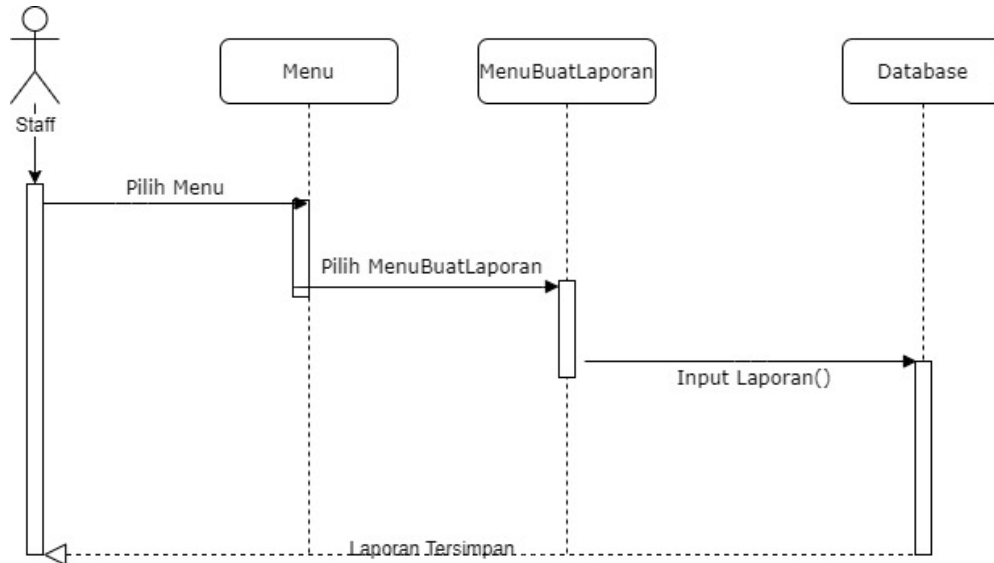 Menu
MenuBuatLaporan
Database
Staff
Pilih Menu
Pilih MenuBuatLaporan
Input Laporan()
Laporan Tersimpan